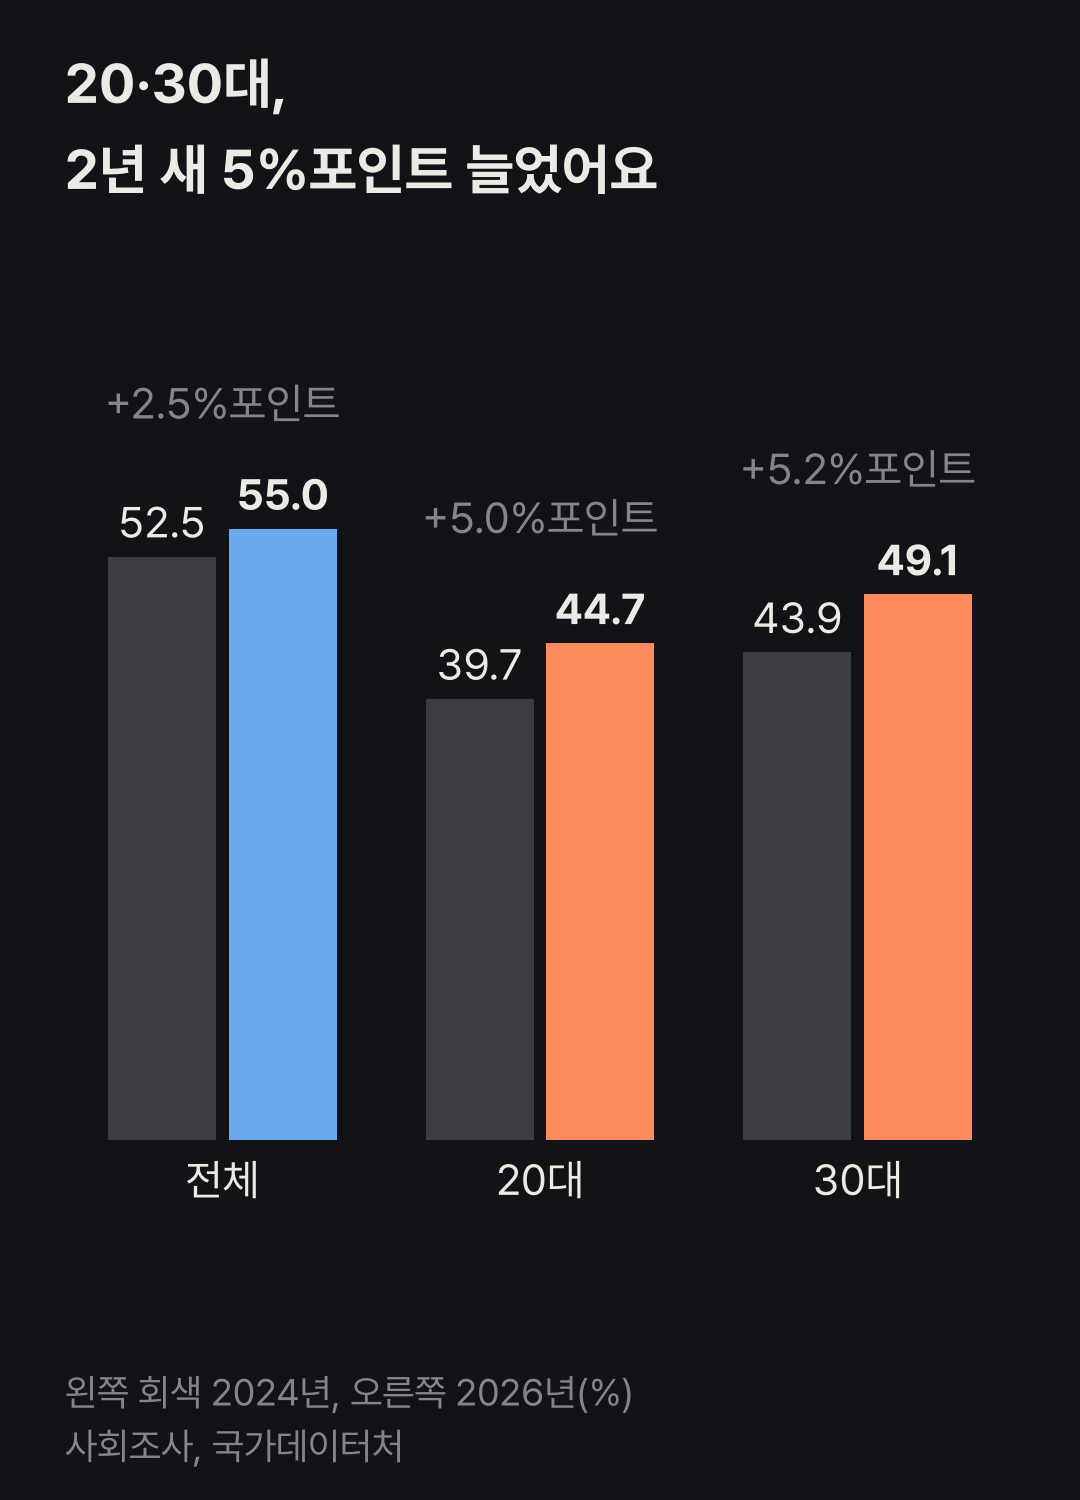 20·30대,
2년 새 5%포인트 늘었어요
+2.5%포인트
52.5
55.0
+5.0%포인트
39.7
44.7
+5.2%포인트
43.9
49.1
전체
20대
30대
왼쪽 회색 2024년, 오른쪽 2026년(%)
사회조사, 국가데이터처